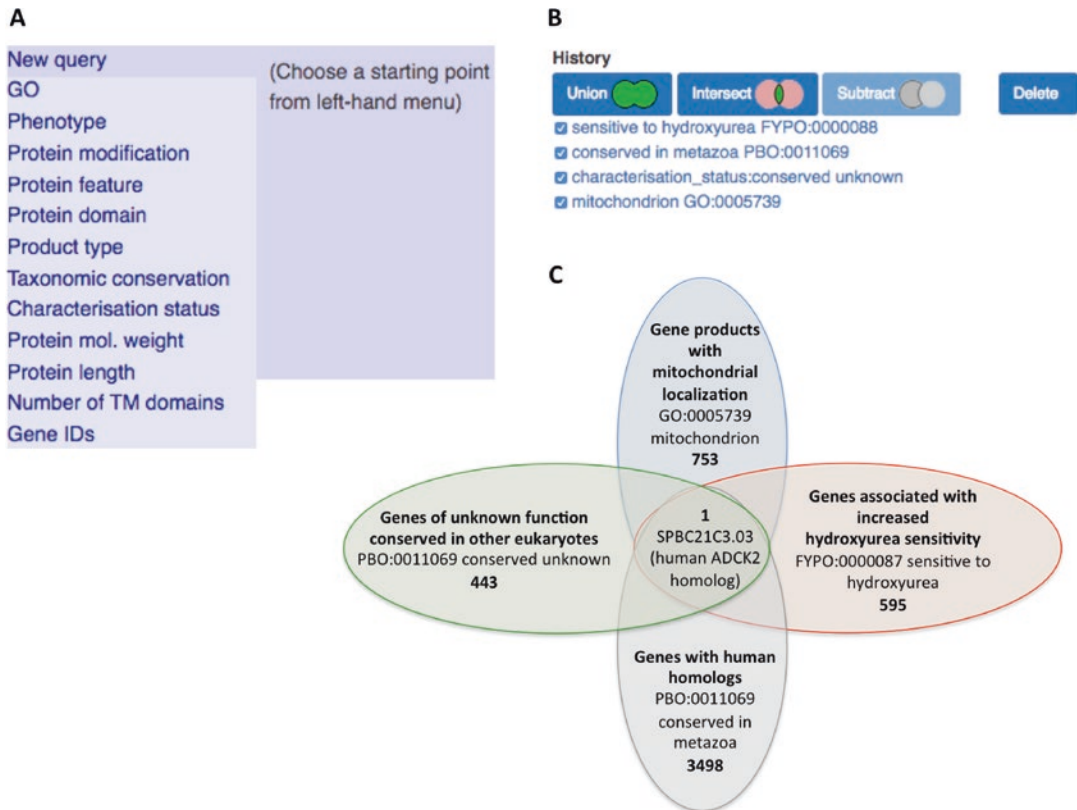 A
New query
GO
Phenotype
Protein modification
Protein feature
Protein domain
Product type
Taxonomic conservation
Characterisation status
Protein mol. weight
Protein length
Number of TM domains
Gene IDs
(Choose a starting point
from left-hand menu)
B
History
Union
Intersect
Subtract
Delete
sensitive to hydroxyurea FYPO:0000088
conserved in metazoa PBO:0011069
characterisation_status:conserved unknown
mitochondrion GO:0005739
C
Gene products
with
mitochondrial
localization
GO:0005739
mitochondrion
753
Genes of unknown function
conserved in other eukaryotes
PBO:0011069 conserved unknown
443
1
SPBC21C3.03
(human ADCK2
homolog)
Genes associated with
increased
hydroxyurea sensitivity
FYPO:0000087 sensitive to
hydroxyurea
595
Genes with human
homologs
PBO:0011069
conserved in
metazoa
3498